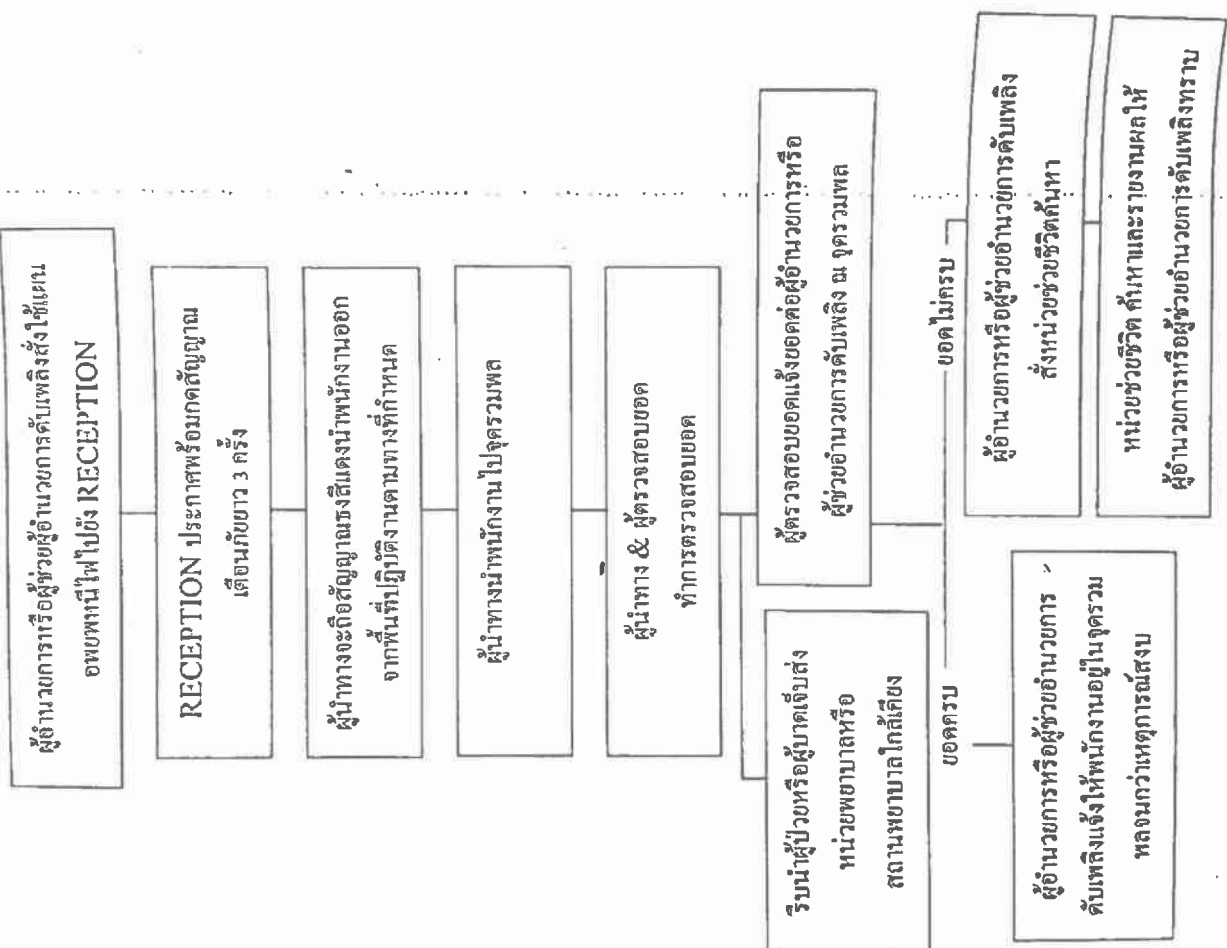 ผู้อำนวยการหรือผู้ช่วยผู้อำนวยการดับเพลิงสั่งใช้แผน
อพยพหนีไฟไปยัง RECEPTION
RECEPTION ประกาศพร้อมกดสัญญาณ
เตือนภัยยาว 3 ครั้ง
ผู้นำทางจะถือสัญญาณธงสีแดงนำพนักงานออก
จากพื้นที่ปฏิบัติงานตามทางที่กำหนด
ผู้นำทางนำพนักงานไปจุดรวมพล
ผู้นำทาง & ผู้ตรวจสอบยอด
ทำการตรวจสอบยอด
รีบนำผู้ป่วยหรือผู้บาดเจ็บส่ง
หน่วยพยาบาลหรือ
สถานพยาบาลใกล้เคียง
ผู้ตรวจสอบยอดแจ้งยอดต่อผู้อำนวยการหรือ
ผู้ช่วยอำนวยการดับเพลิง ณ จุดรวมพล
ยอดครบ
ยอดไม่ครบ
ผู้อำนวยการหรือผู้ช่วยอำนวยการ
ดับเพลิงแจ้งให้พนักงานอยู่ในจุดรวม
พลจนกว่าเหตุการณ์สงบ
ผู้อำนวยการหรือผู้ช่วยอำนวยการดับเพลิง
สั่งหน่วยช่วยชีวิตค้นหา
หน่วยช่วยชีวิต ค้นหาและรายงานผลให้
ผู้อำนวยการหรือผู้ช่วยอำนวยการดับเพลิงทราบ